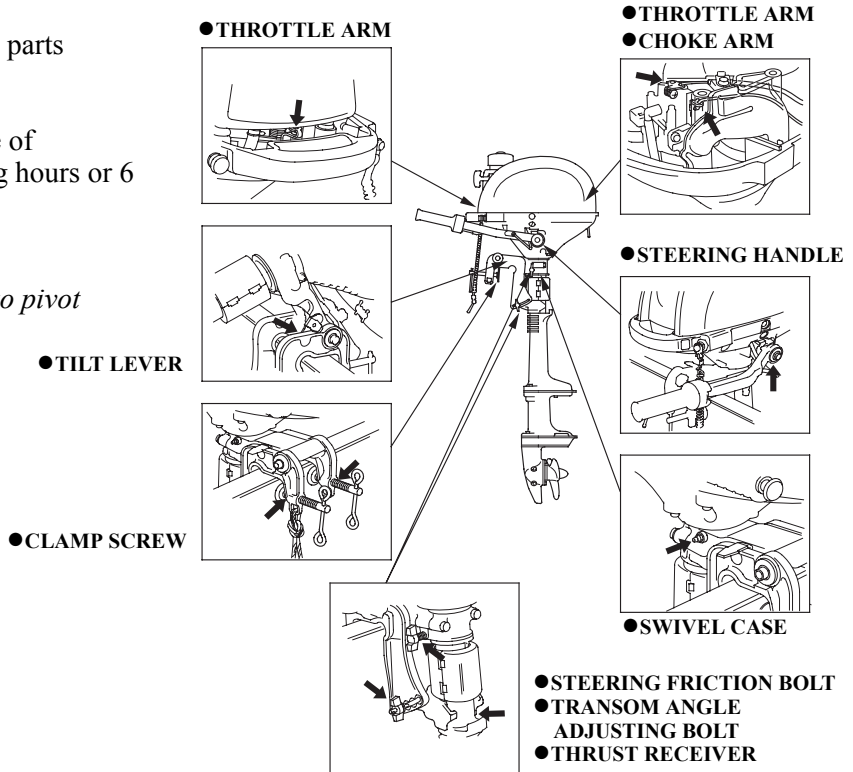 parts
e of
g hours or 6
o pivot
●THROTTLE ARM
●THROTTLE ARM
●CHOKE ARM
●TILT LEVER
●STEERING HANDLE
●CLAMP SCREW
●SWIVEL CASE
●STEERING FRICTION BOLT
●TRANSOM ANGLE
ADJUSTING BOLT
●THRUST RECEIVER